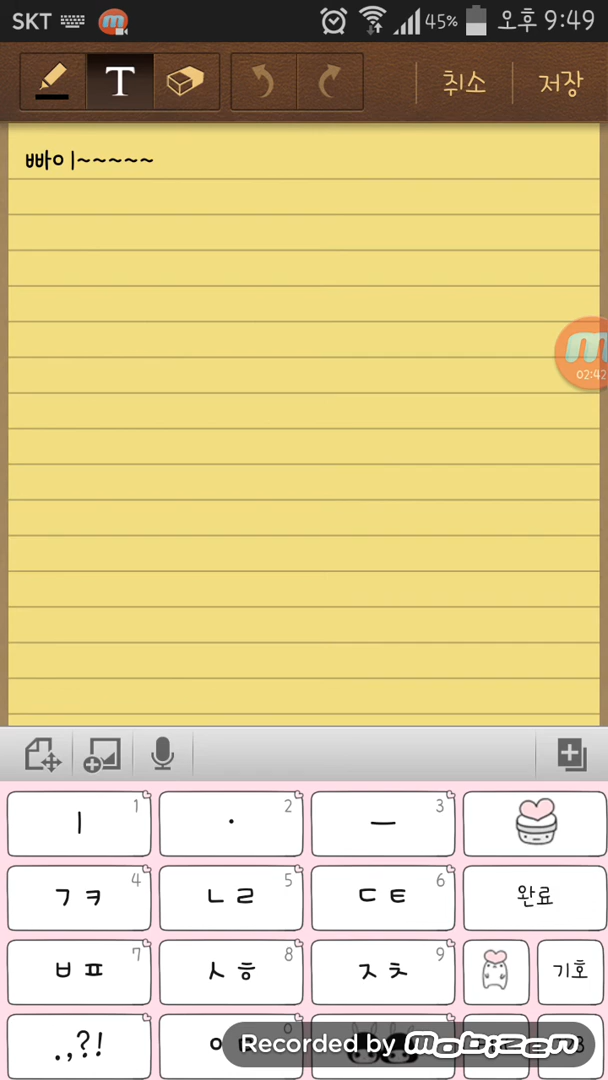 SKT 45% 오후 9:49
T 취소 저장
빠이~~~~~
02:42
ㅣ 1 · 2 ㅡ 3
ㄱㅋ 4 ㄴㄹ 5 ㄷㅌ 6 완료
ㅂㅍ 7 ㅅㅎ 8 ㅈㅊ 9 기호
.,?! 0
Recorded by mobizen